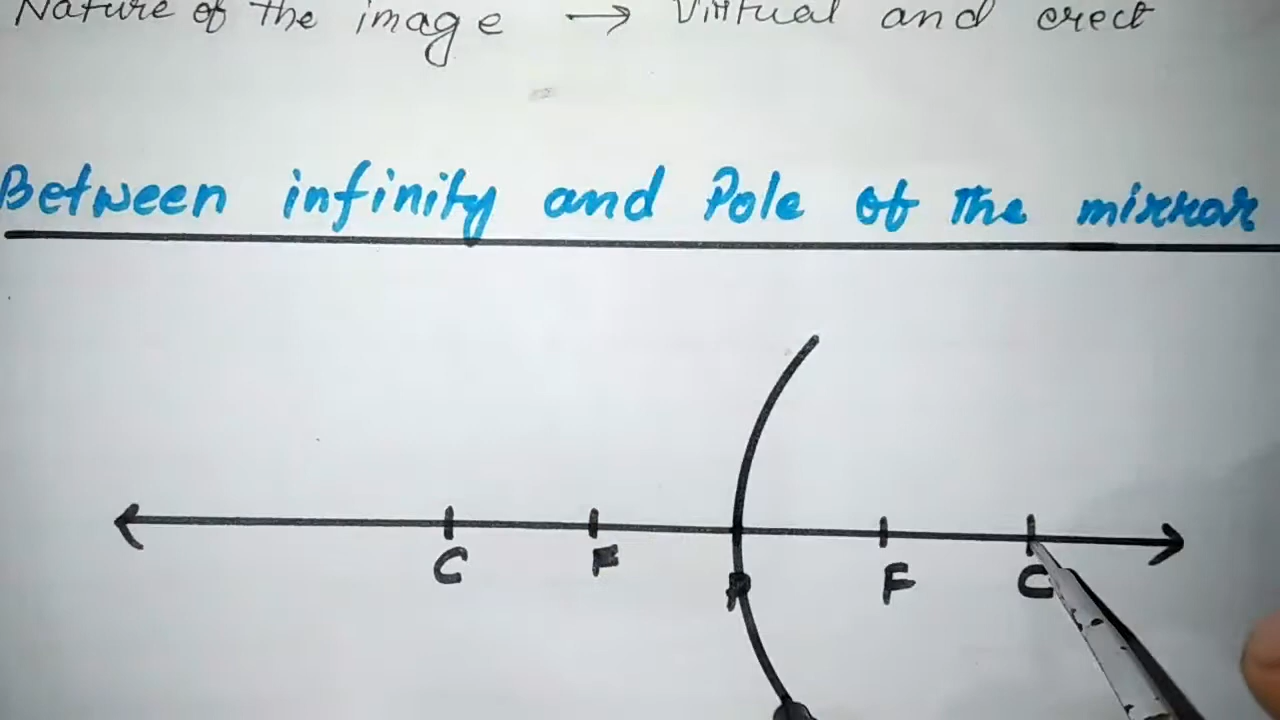 Nature of the image → Virtual and erect
Between infinity and Pole of the mirror
C F P F C